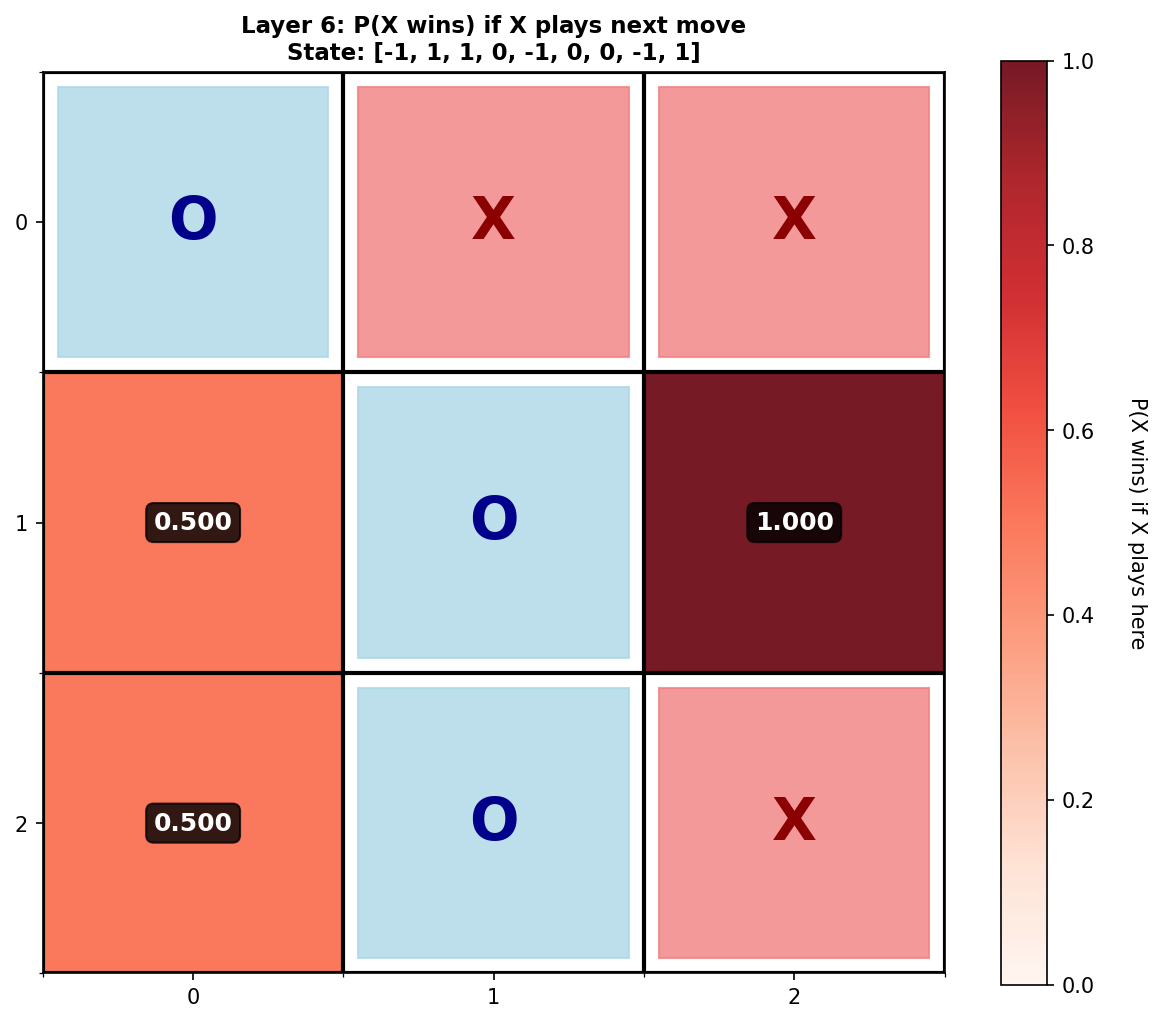 Layer 6: P(X wins) if X plays next move
State: [-1, 1, 1, 0, -1, 0, 0, -1, 1]
0
O
X
X
1
0.500
O
1.000
2
0.500
O
X
0
1
2
1.0
0.8
0.6
0.4
0.2
0.0
P(X wins) if X plays here